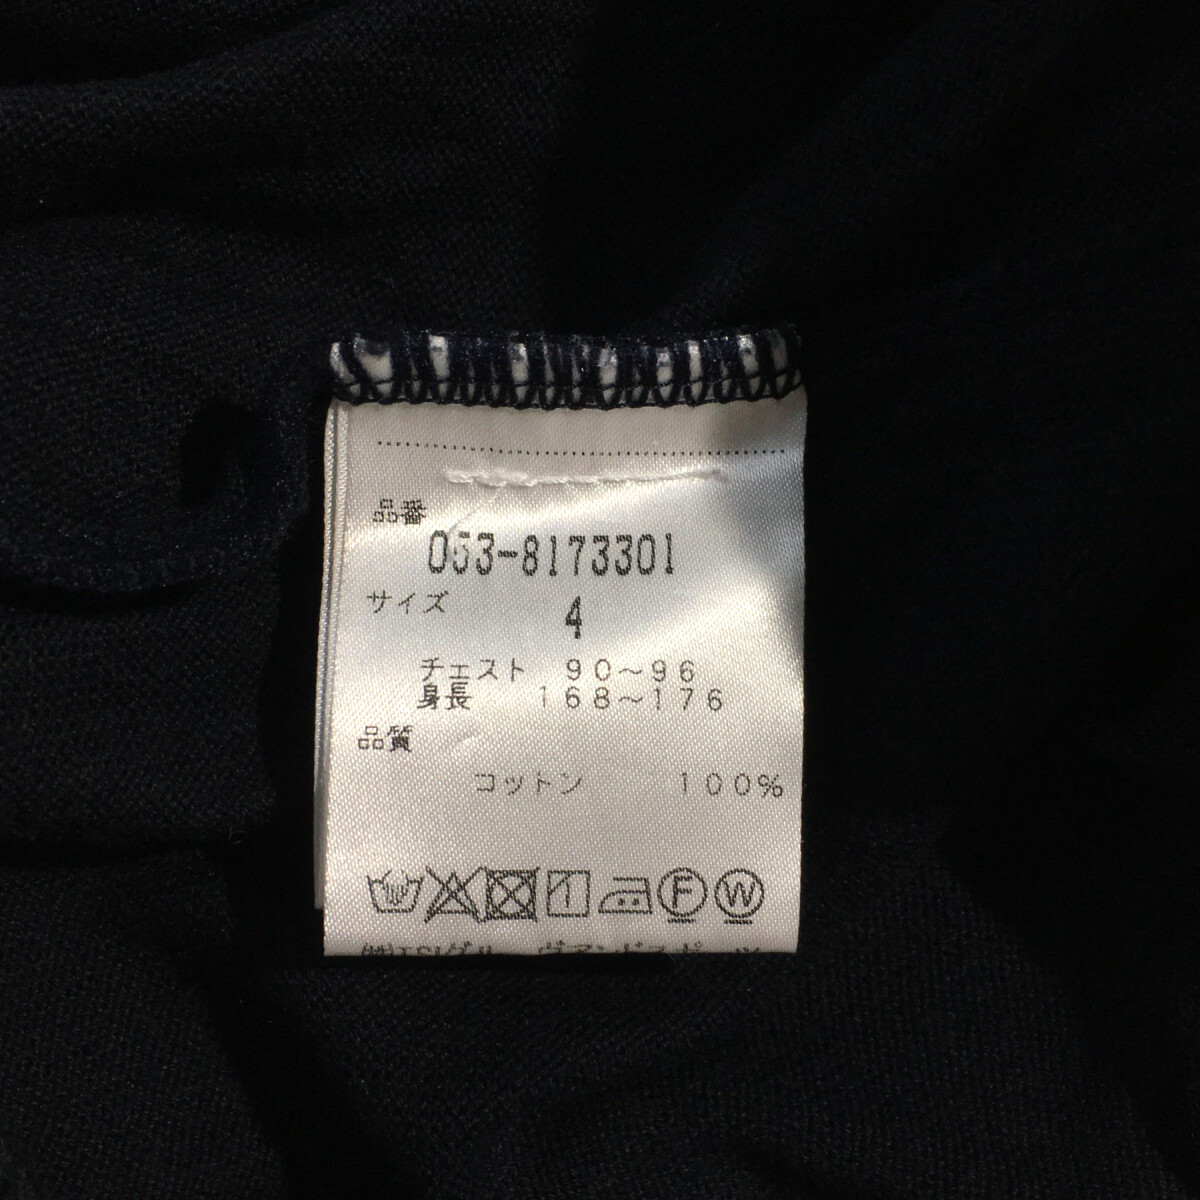 品番
053-8173301
サイズ
4
チェスト 90～96
身長 168～176
品質
コットン 100%
F W